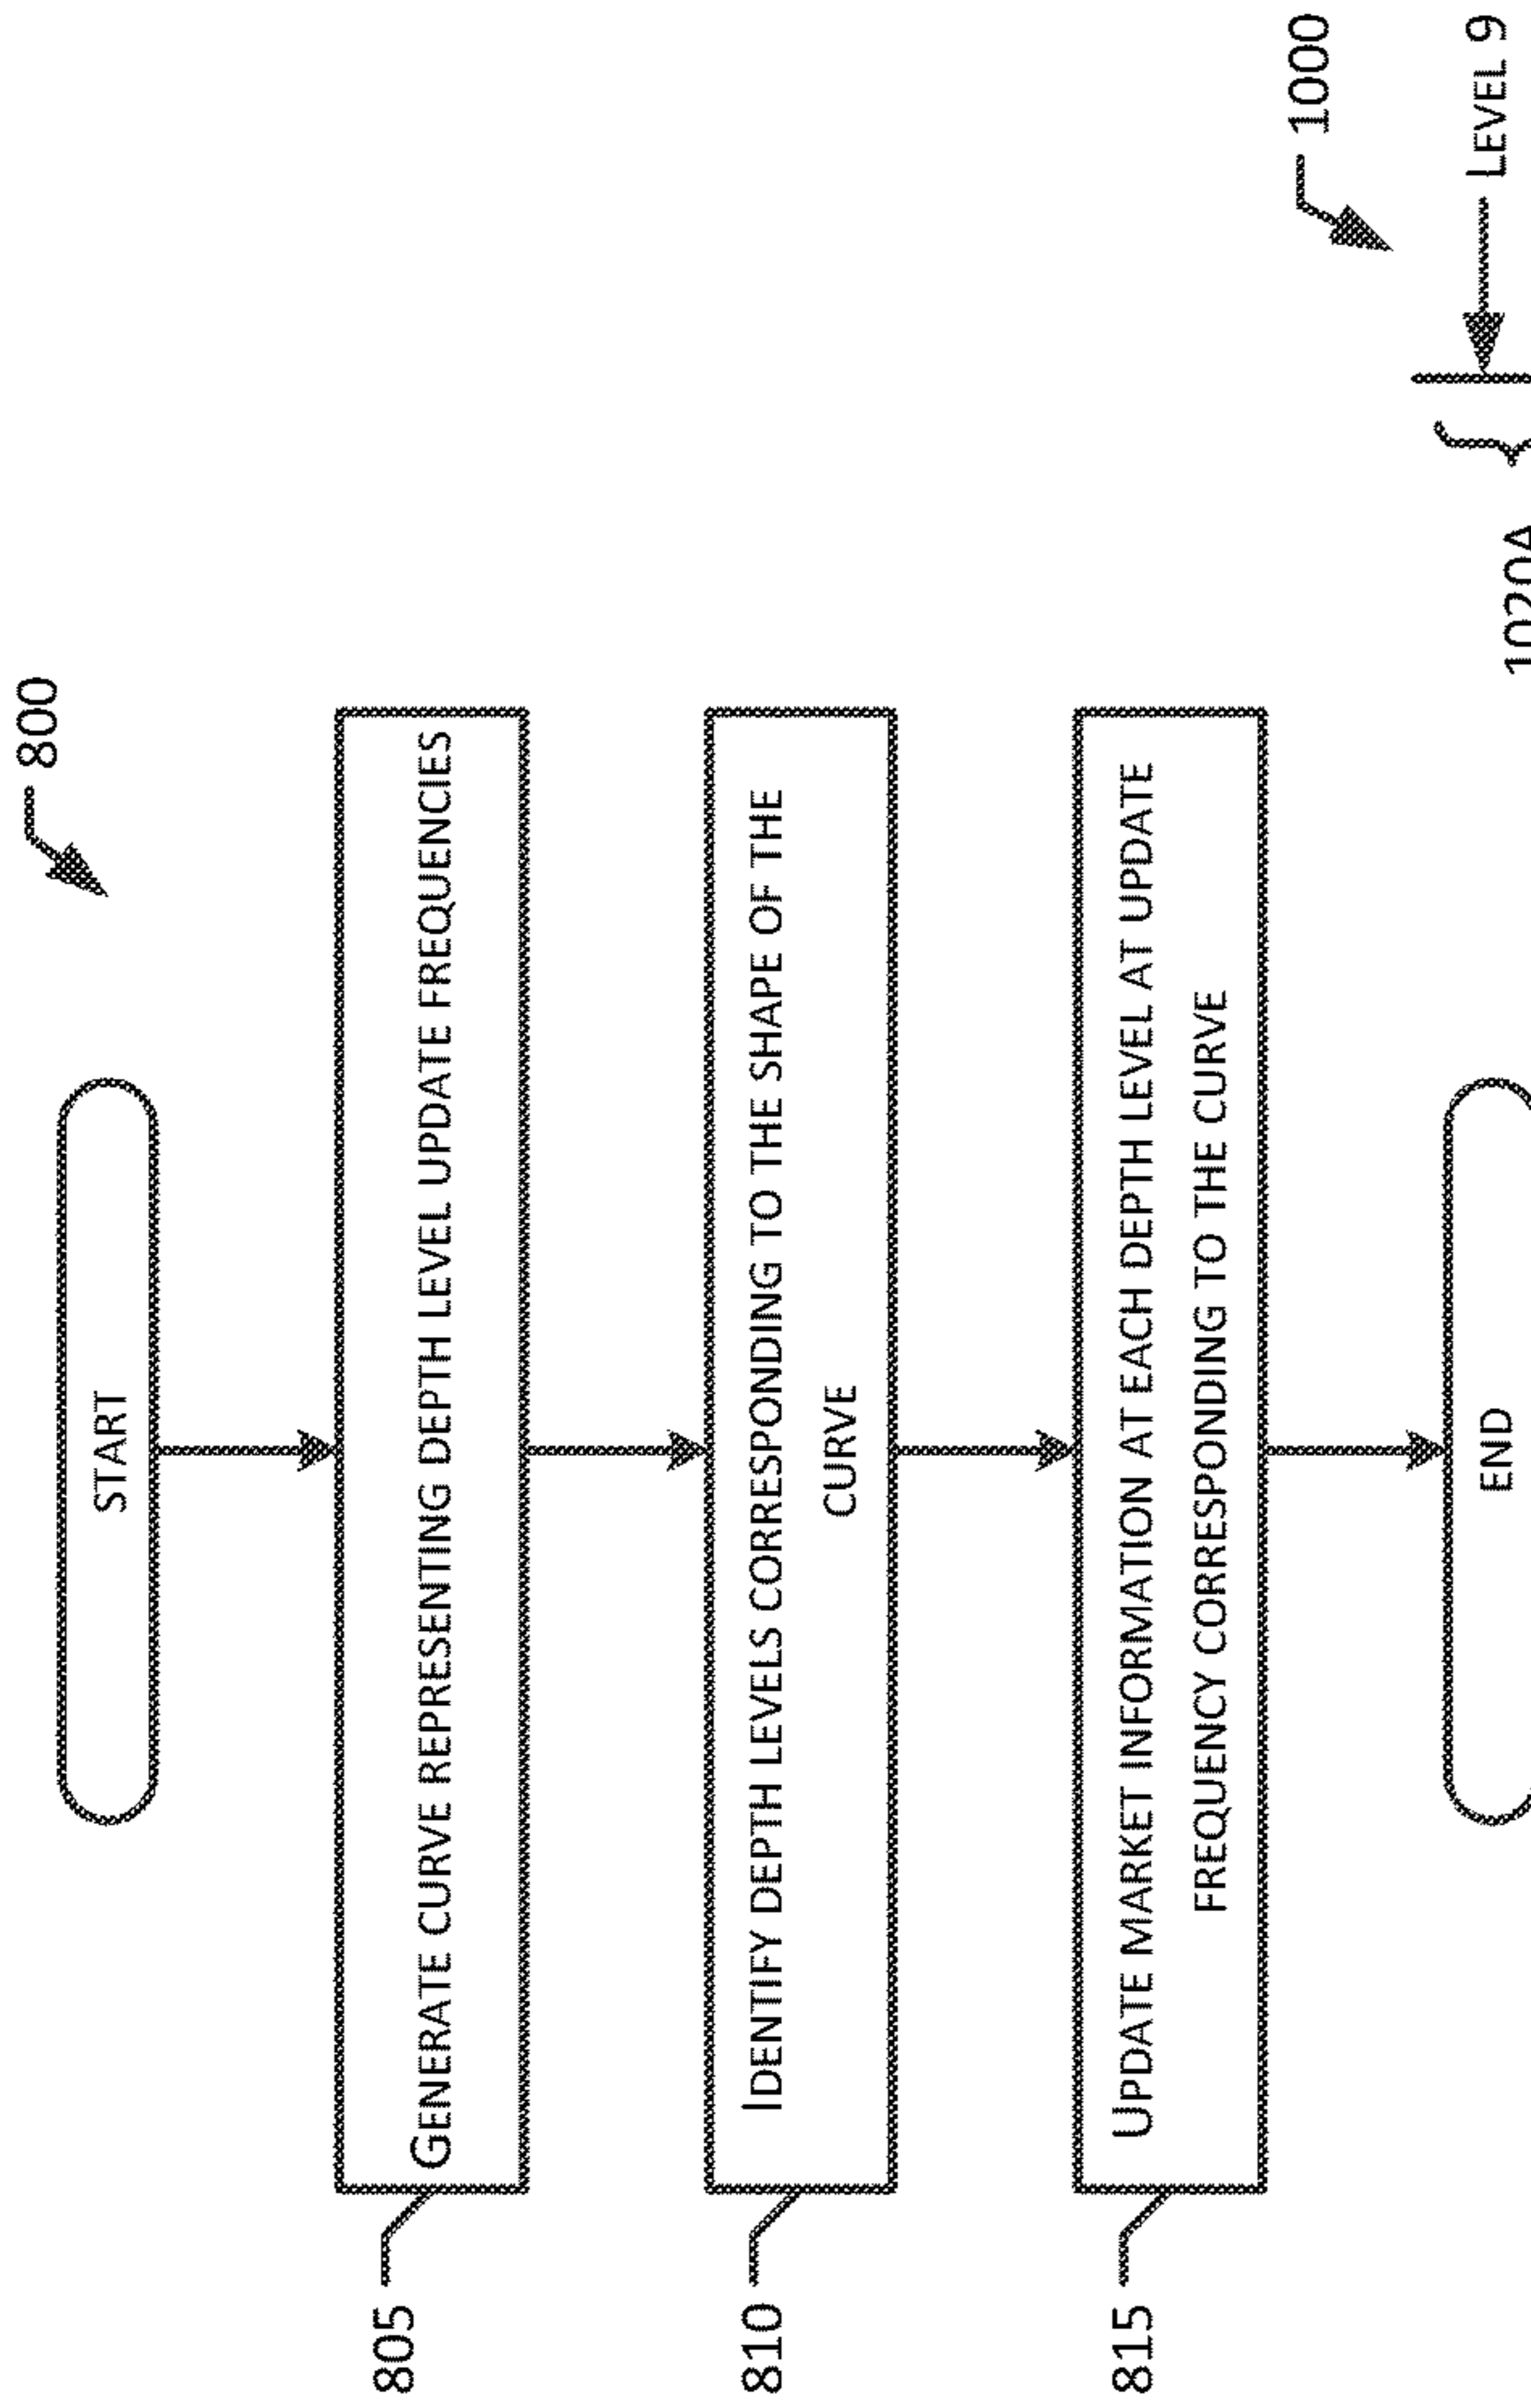 800
START
805
GENERATE CURVE REPRESENTING DEPTH LEVEL UPDATE FREQUENCIES
810
IDENTIFY DEPTH LEVELS CORRESPONDING TO THE SHAPE OF THE
CURVE
815
UPDATE MARKET INFORMATION AT EACH DEPTH LEVEL AT UPDATE
FREQUENCY CORRESPONDING TO THE CURVE
END
1000
LEVEL 9
1020A